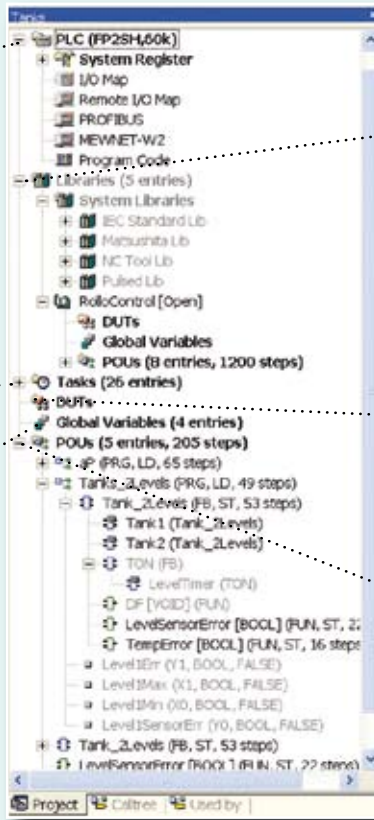 Tanks
PLC (FP2SH,60k)
System Register
I/O Map
Remote I/O Map
PROFIBUS
MEWNET-W2
Program Code
Libraries (5 entries)
System Libraries
IEC Standard Lib
Matsushita Lib
NC Tool Lib
Pulsed Lib
RolloControl [Open]
DUTs
Global Variables
POUs (8 entries, 1200 steps)
Tasks (26 entries)
DUTs
Global Variables (4 entries)
POUs (5 entries, 205 steps)
(PRG, LD, 65 steps)
Tanks_2Levels (PRG, LD, 49 steps)
Tank_2Levels (FB, ST, 53 steps)
Tank1 (Tank_2Levels)
Tank2 (Tank_2Levels)
TON (FB)
LevelTimer (TON)
DF [VOID] (FUN)
LevelSensorError [BOOL] (FUN, ST, 22
TempError [BOOL] (FUN, ST, 16 steps
Level1Err (Y1, BOOL, FALSE)
Level1Max (X1, BOOL, FALSE)
Level1Min (X0, BOOL, FALSE)
Level1SensorErr (Y0, BOOL, FALSE)
Tank_2Levels (FB, ST, 53 steps)
LevelSensorError [BOOL] (FUN, ST, 22 steps)
Project Calltree Used by